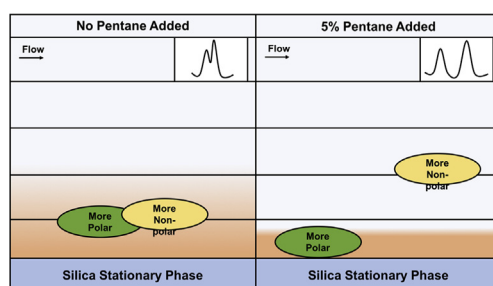 No Pentane Added
5% Pentane Added
Flow
Flow
More
Non-
polar
More
Polar
More
Non-
polar
More
Polar
Silica Stationary Phase
Silica Stationary Phase